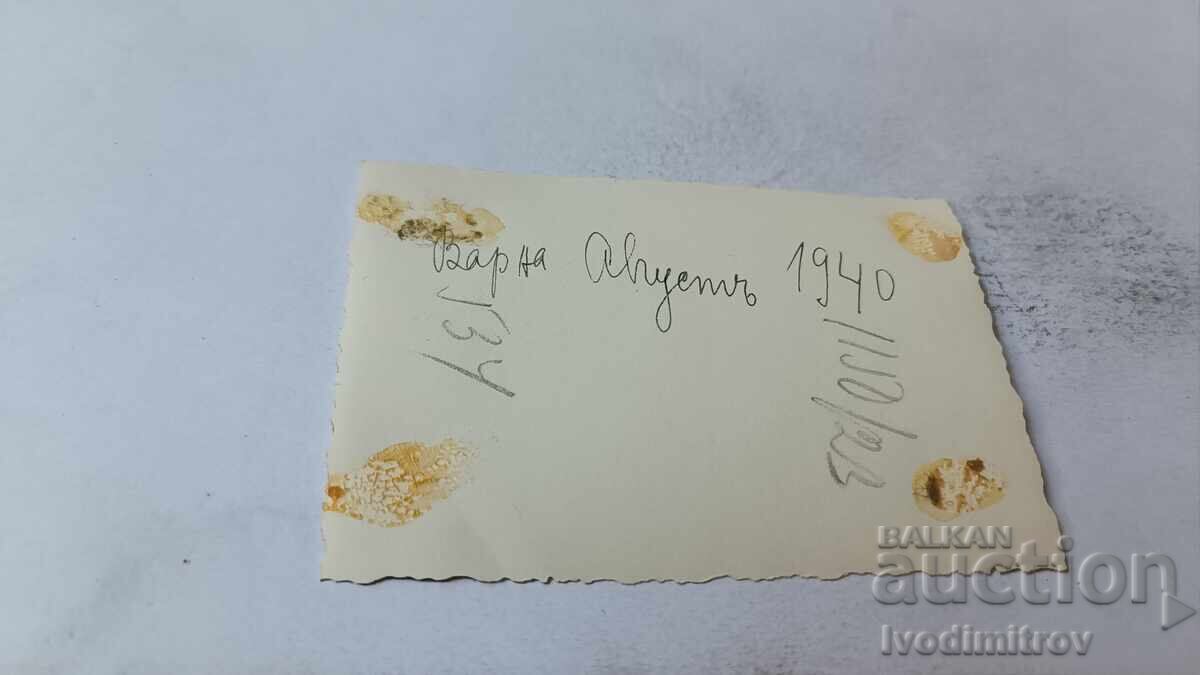 Варна Августъ 1940
BALKAN
auction
Ivodimitrov